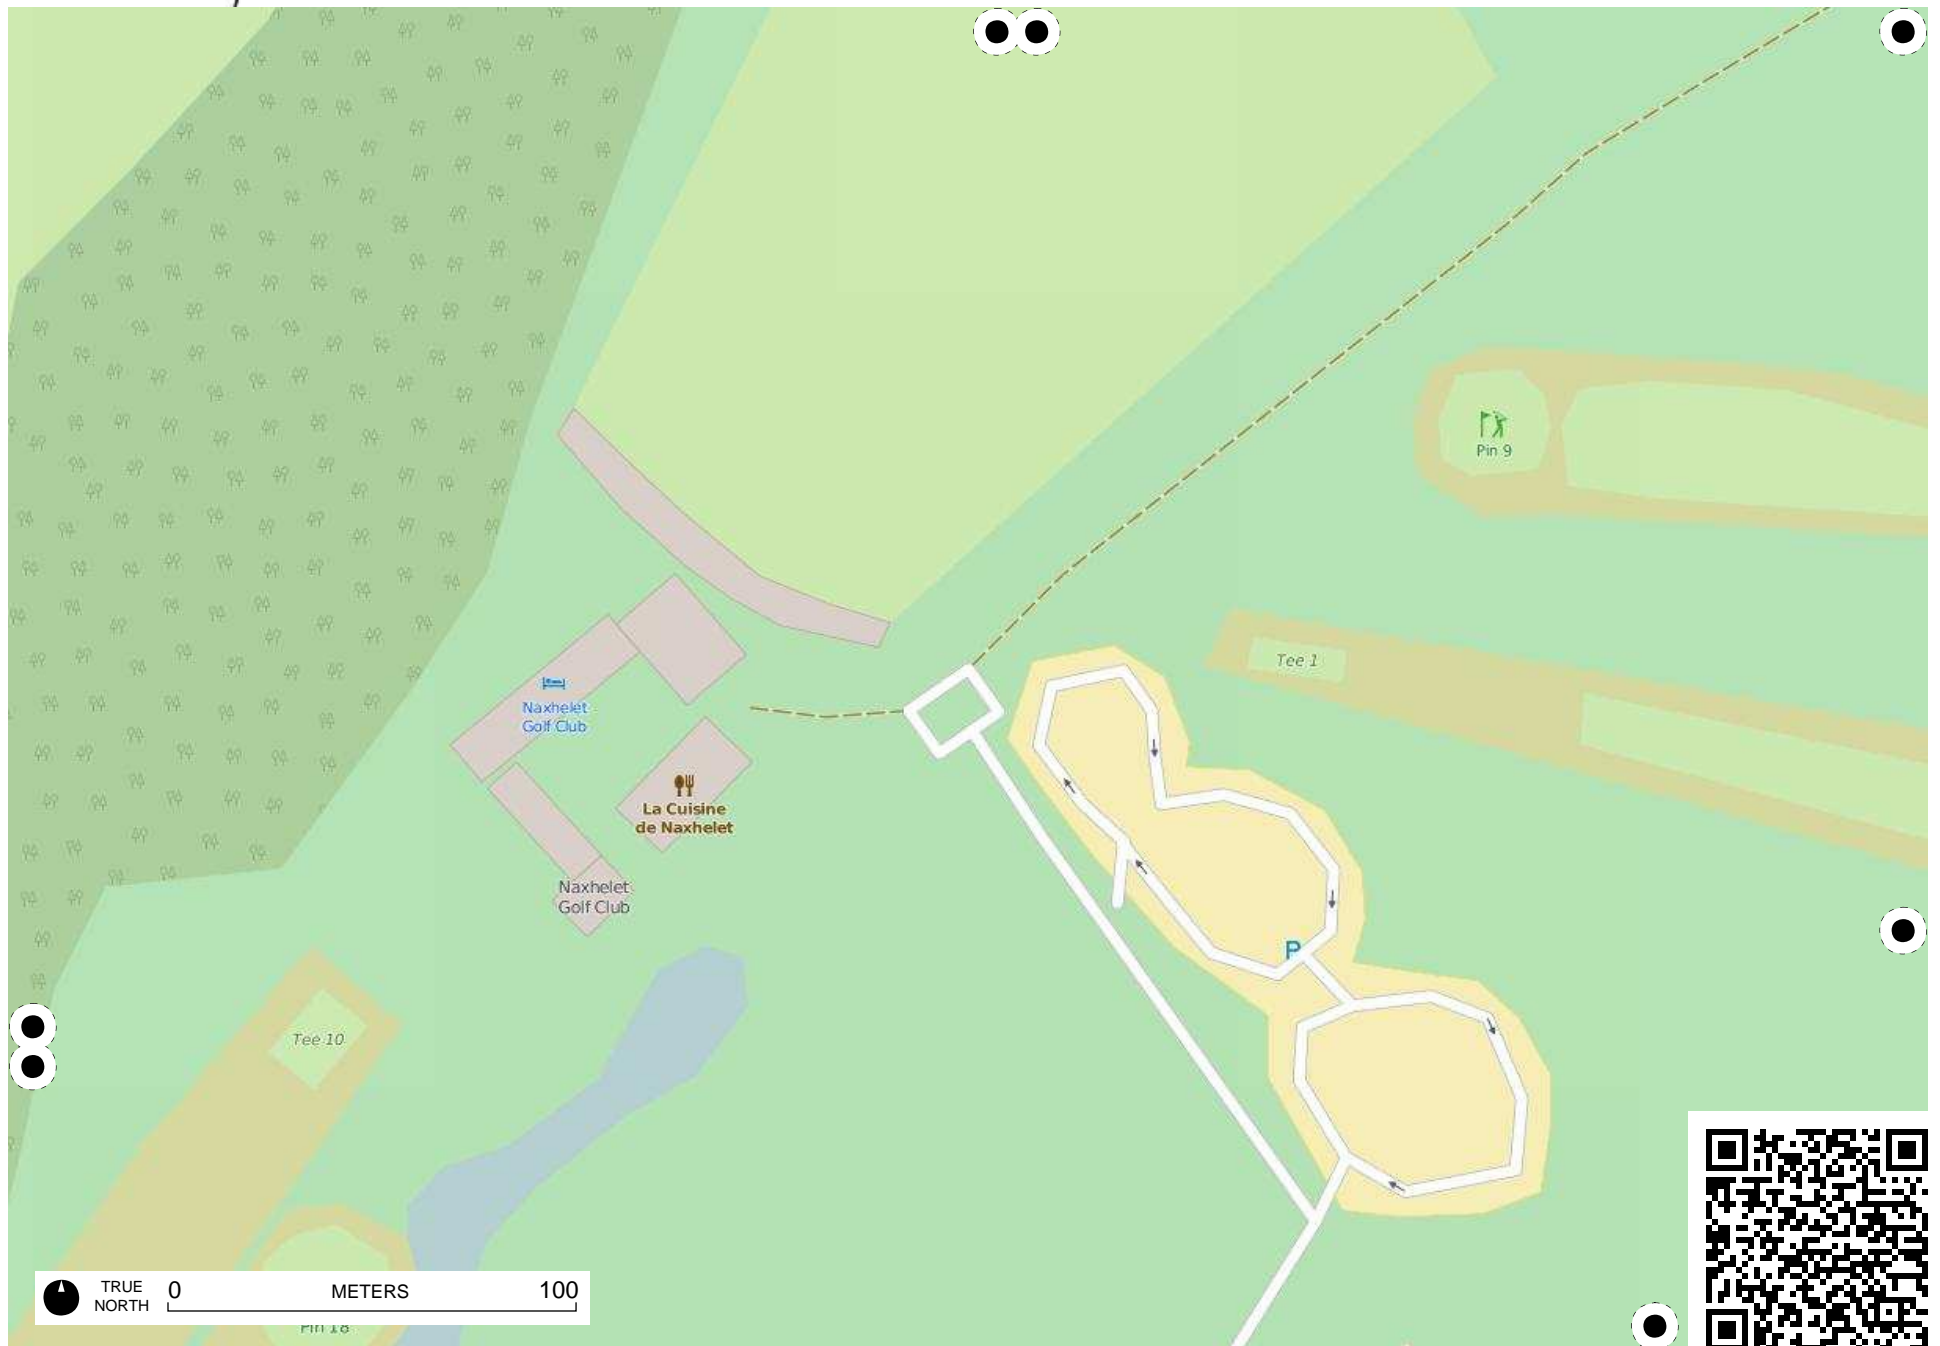 Pin 9
Tee 1
Naxhelet
Golf Club
La Cuisine
de Naxhelet
Naxhelet
Golf Club
P
Tee 10
TRUE
NORTH
0
METERS
100
Pin 18